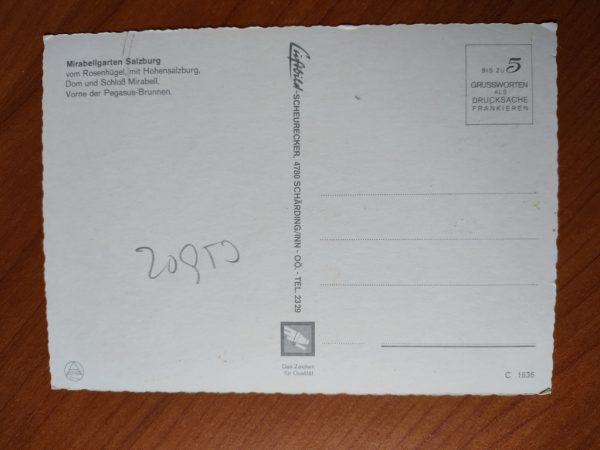 Mirabellgarten Salzburg
vom Rosenhügel, mit Hohensalzburg,
Dom und Schloß Mirabell.
Vorne der Pegasus-Brunnen.
Luftbild-SCHEURECKER, 4780 SCHÄRDING/INN - OÖ. - TEL. 2329
BIS ZU 5
GRUSSWORTEN
ALS
DRUCKSACHE
FRANKIEREN
Das Zeichen
für Qualität
C 1636